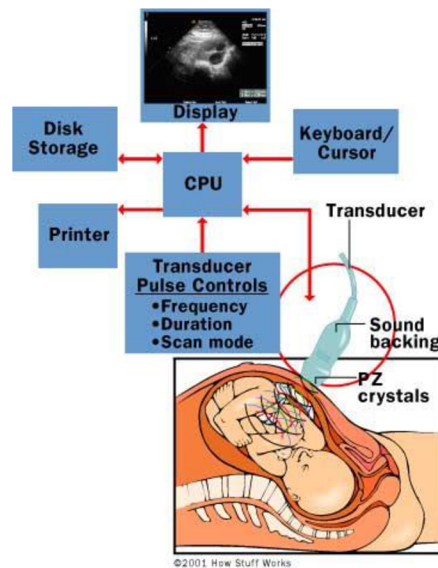 Display
Disk
Storage
Keyboard/
Cursor
CPU
Printer
Transducer
Transducer
Pulse Controls
•Frequency
•Duration
•Scan mode
Sound
backing
PZ
crystals
©2001 How Stuff Works